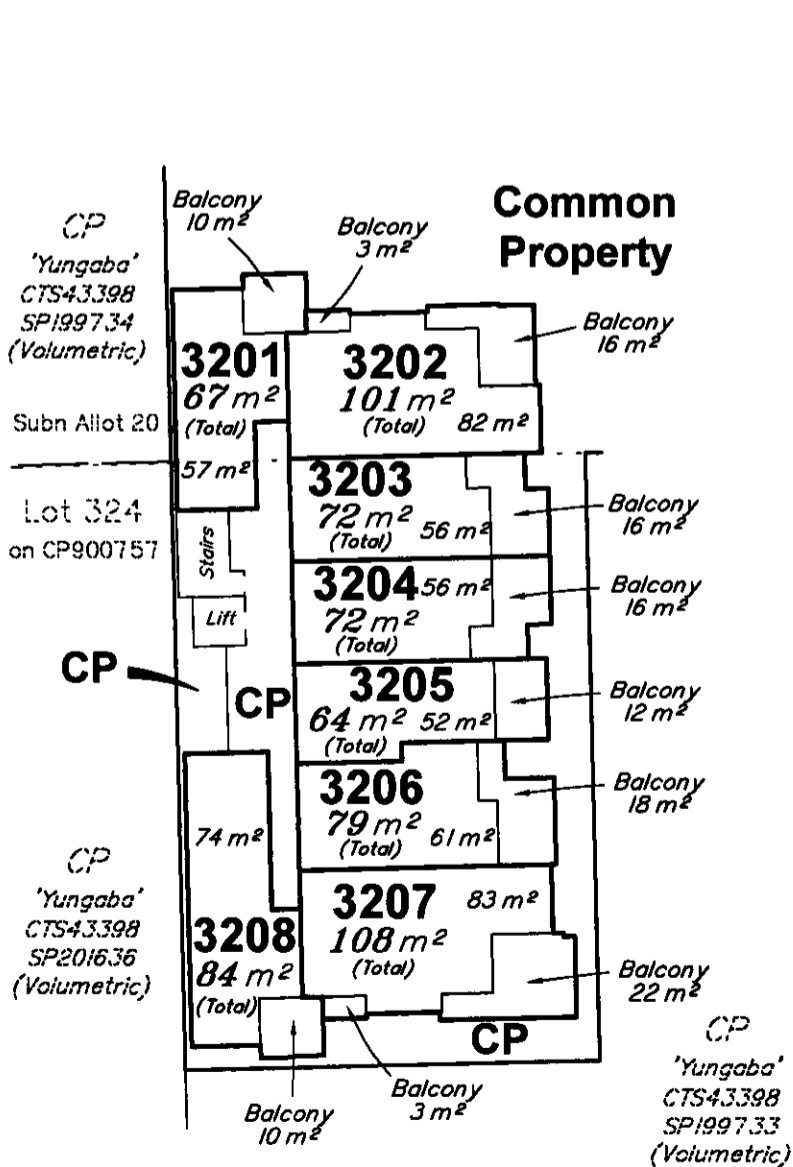 Balcony
10 m²
CP
'Yungaba'
CTS43398
SP199734
(Volumetric)
Balcony
3 m²
Common
Property
Balcony
16 m²
3201
67 m²
(Total)
57 m²
3202
101 m²
(Total)
82 m²
Subn Allot 20
Lot 324
on CP900757
3203
72 m²
(Total)
56 m²
Balcony
16 m²
Stairs
Lift
3204
56 m²
72 m²
(Total)
Balcony
16 m²
CP
CP
3205
64 m²
52 m²
(Total)
Balcony
12 m²
3206
79 m²
(Total)
61 m²
Balcony
18 m²
74 m²
CP
'Yungaba'
CTS43398
SP201636
(Volumetric)
3207
83 m²
108 m²
(Total)
3208
84 m²
(Total)
Balcony
22 m²
CP
Balcony
10 m²
Balcony
3 m²
CP
'Yungaba'
CTS43398
SP199733
(Volumetric)